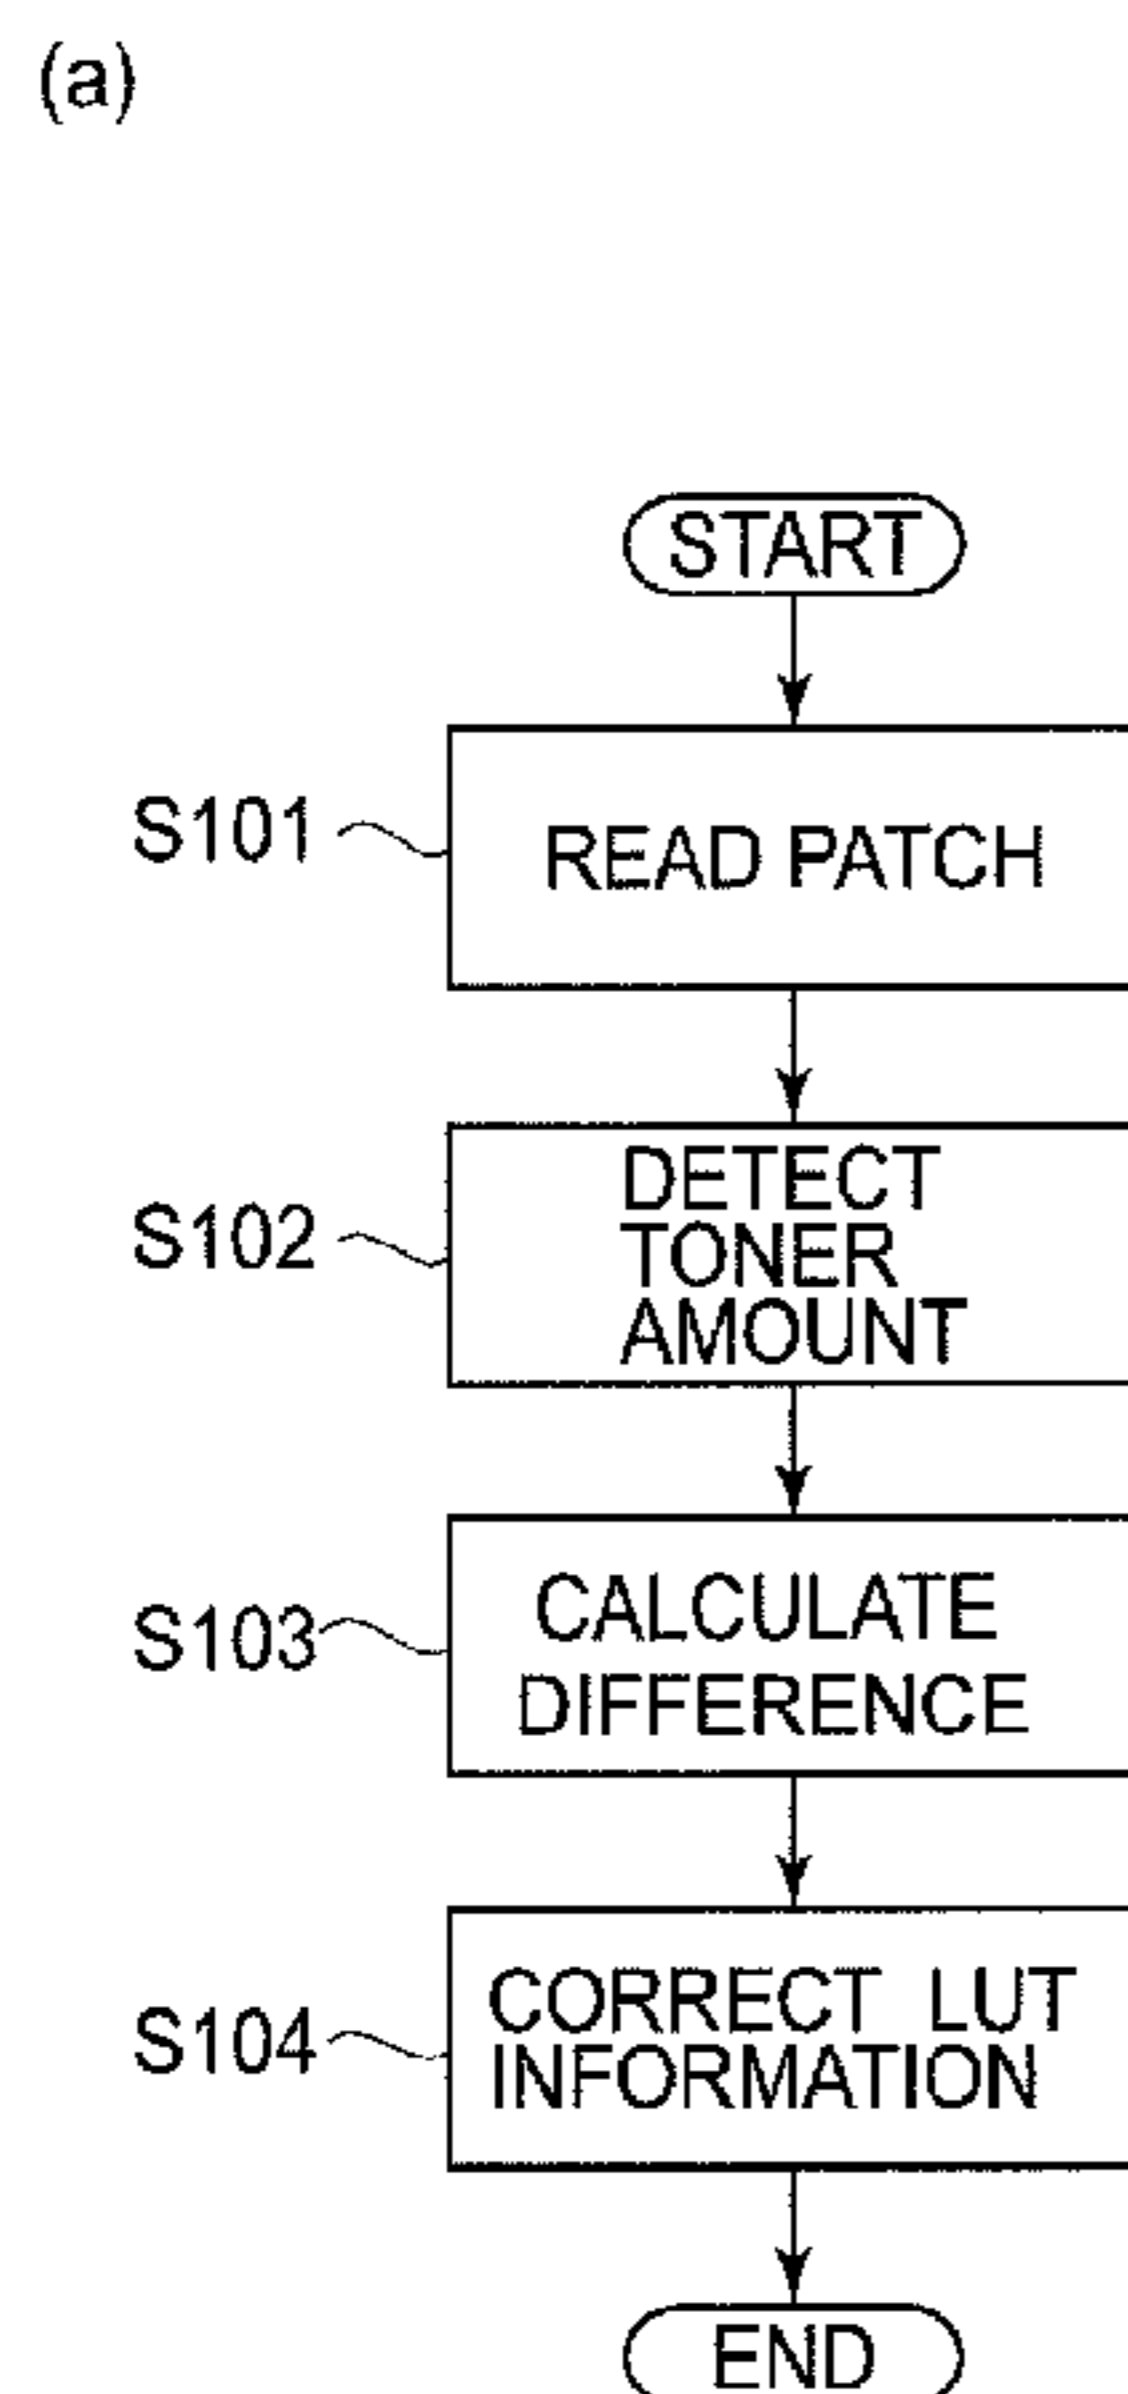 (a)
START
S101
READ PATCH
S102
DETECT
TONER
AMOUNT
S103
CALCULATE
DIFFERENCE
S104
CORRECT LUT
INFORMATION
END